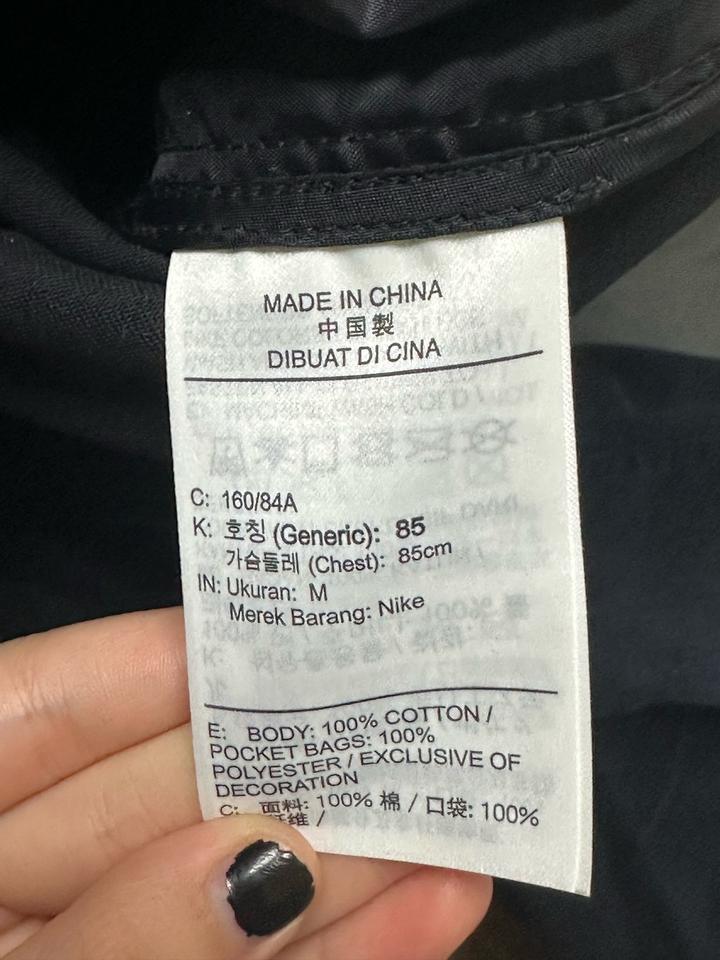 MADE IN CHINA
中国製
DIBUAT DI CINA
C: 160/84A
K: 호칭 (Generic): 85
가슴둘레 (Chest): 85cm
IN: Ukuran: M
Merek Barang: Nike
E: BODY: 100% COTTON /
POCKET BAGS: 100%
POLYESTER / EXCLUSIVE OF
DECORATION
C: 面料: 100% 棉 / 口袋: 100%
纤维 /